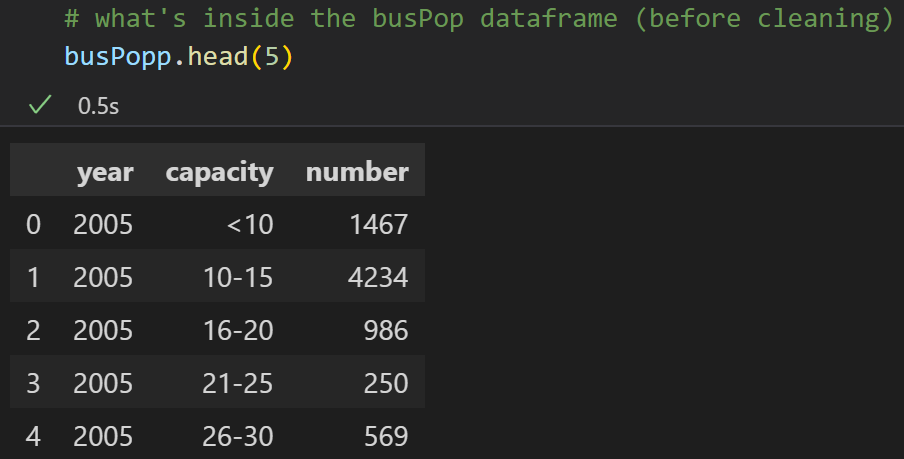 # what's inside the busPop dataframe (before cleaning)
busPopp.head(5)
0.5s
year capacity number
0 2005 <10 1467
1 2005 10-15 4234
2 2005 16-20 986
3 2005 21-25 250
4 2005 26-30 569